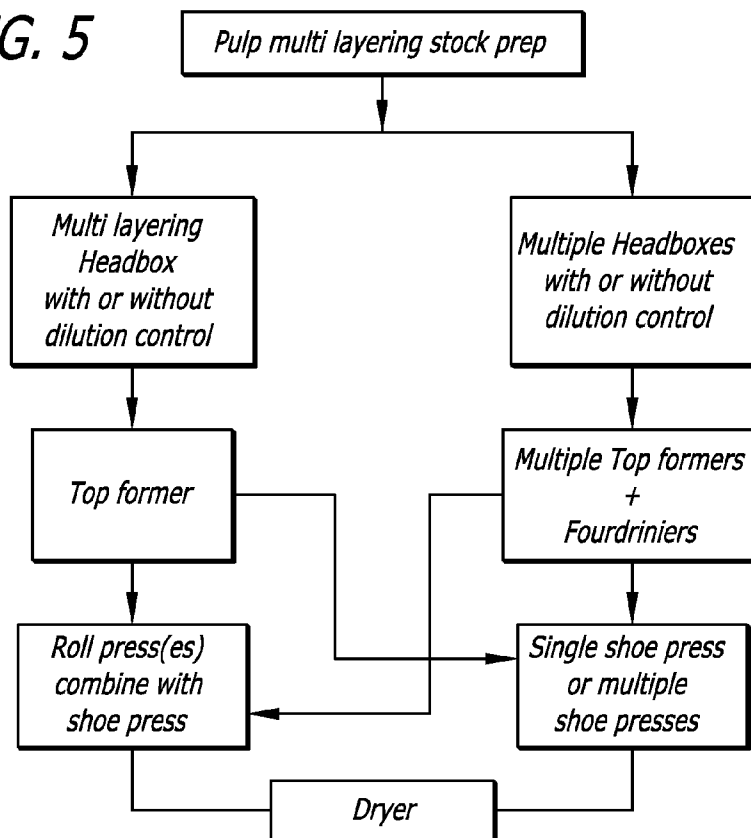 G. 5
Pulp multi layering stock prep
Multi layering
Headbox
with or without
dilution control
Multiple Headboxes
with or without
dilution control
Top former
Multiple Top formers
+
Fourdriniers
Roll press(es)
combine with
shoe press
Single shoe press
or multiple
shoe presses
Dryer